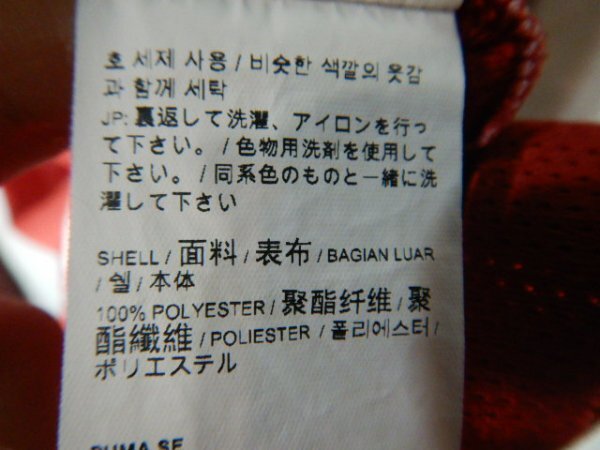 호 세제 사용 / 비슷한 색깔의 옷감
과 함께 세탁
JP: 裏返して洗濯、アイロンを行っ
て下さい。/ 色物用洗剤を使用して
下さい。/ 同系色のものと一緒に洗
濯して下さい
SHELL / 面料 / 表布 / BAGIAN LUAR
/ 쉘 / 本体
100% POLYESTER / 聚酯纤维 / 聚
酯纖維 / POLIESTER / 폴리에스터 /
ポリエステル
PUMA SE